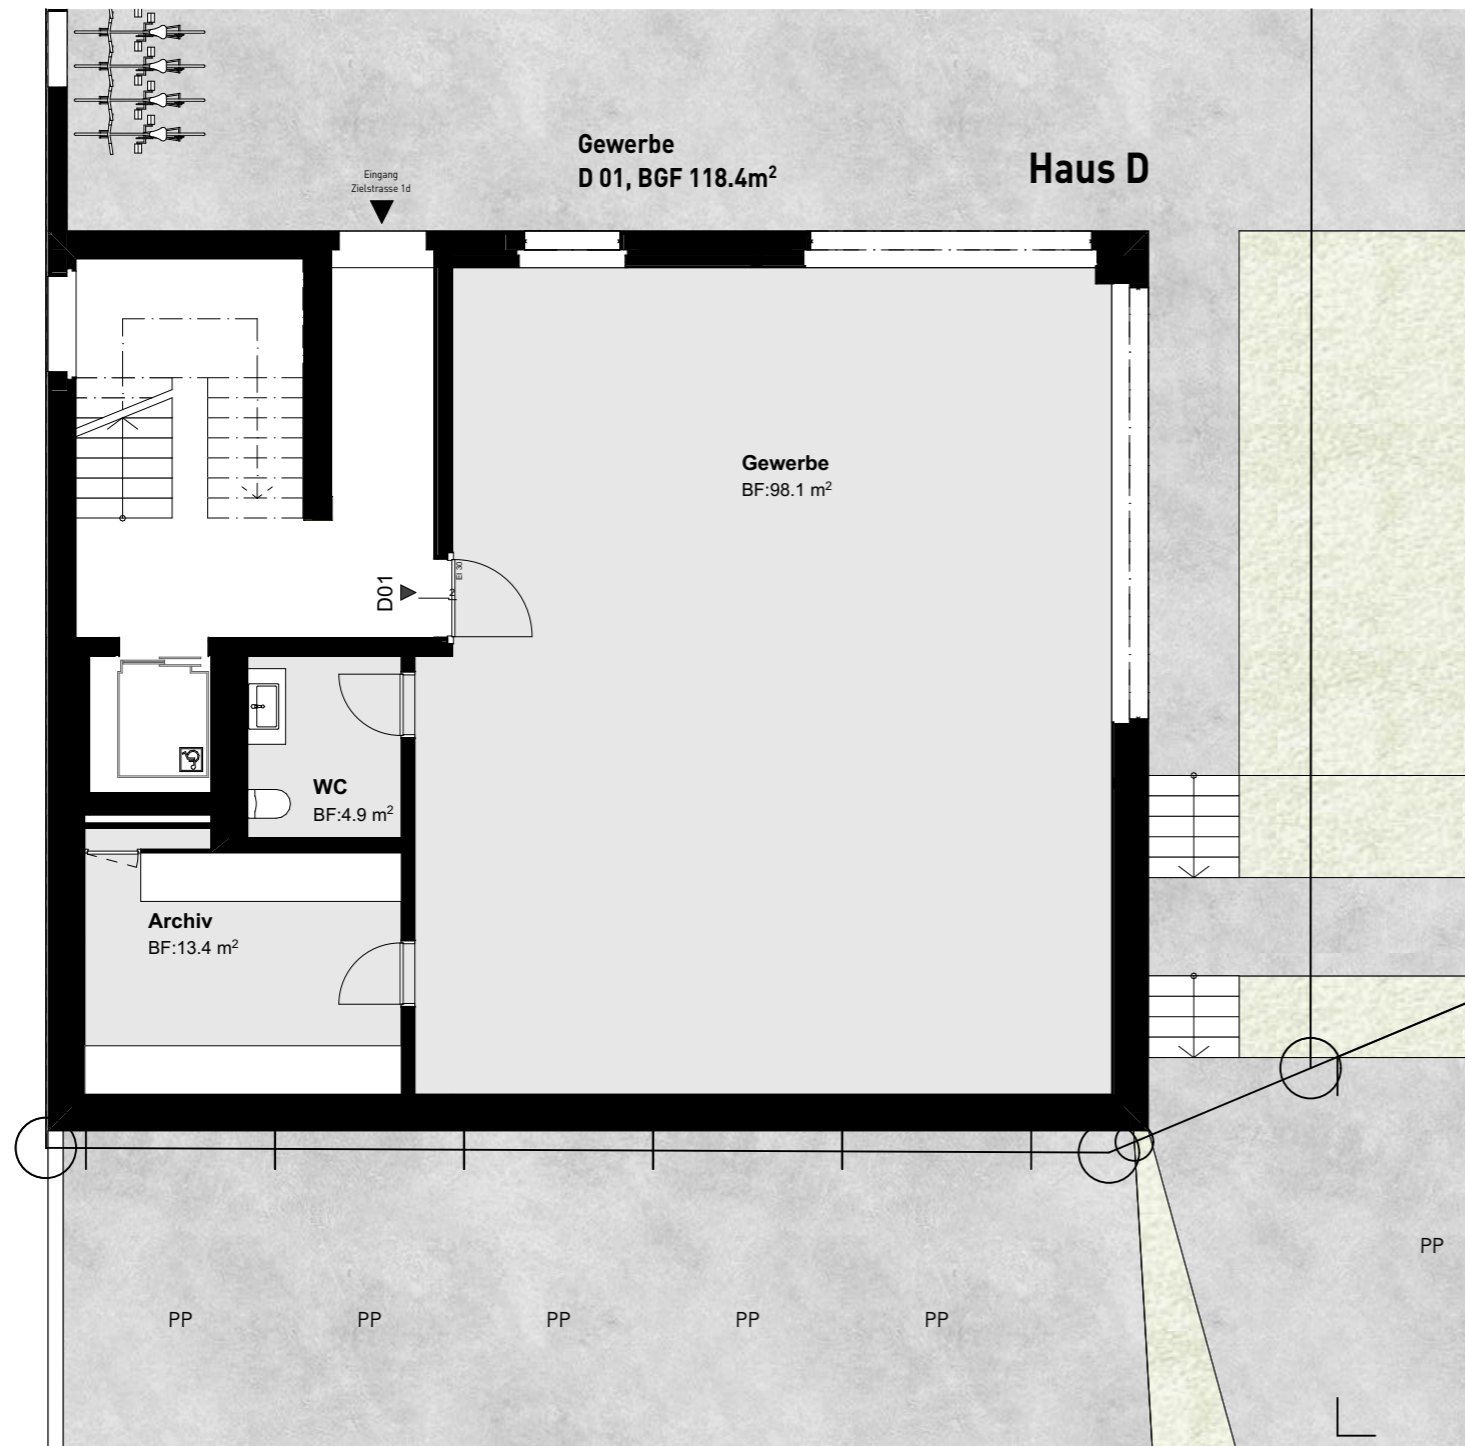 Gewerbe
D 01, BGF 118.4m²
Haus D
Eingang
Zielstrasse 1d
Gewerbe
BF:98.1 m²
D01
EI 30
2
WC
BF:4.9 m²
Archiv
BF:13.4 m²
PP
PP
PP
PP
PP
PP